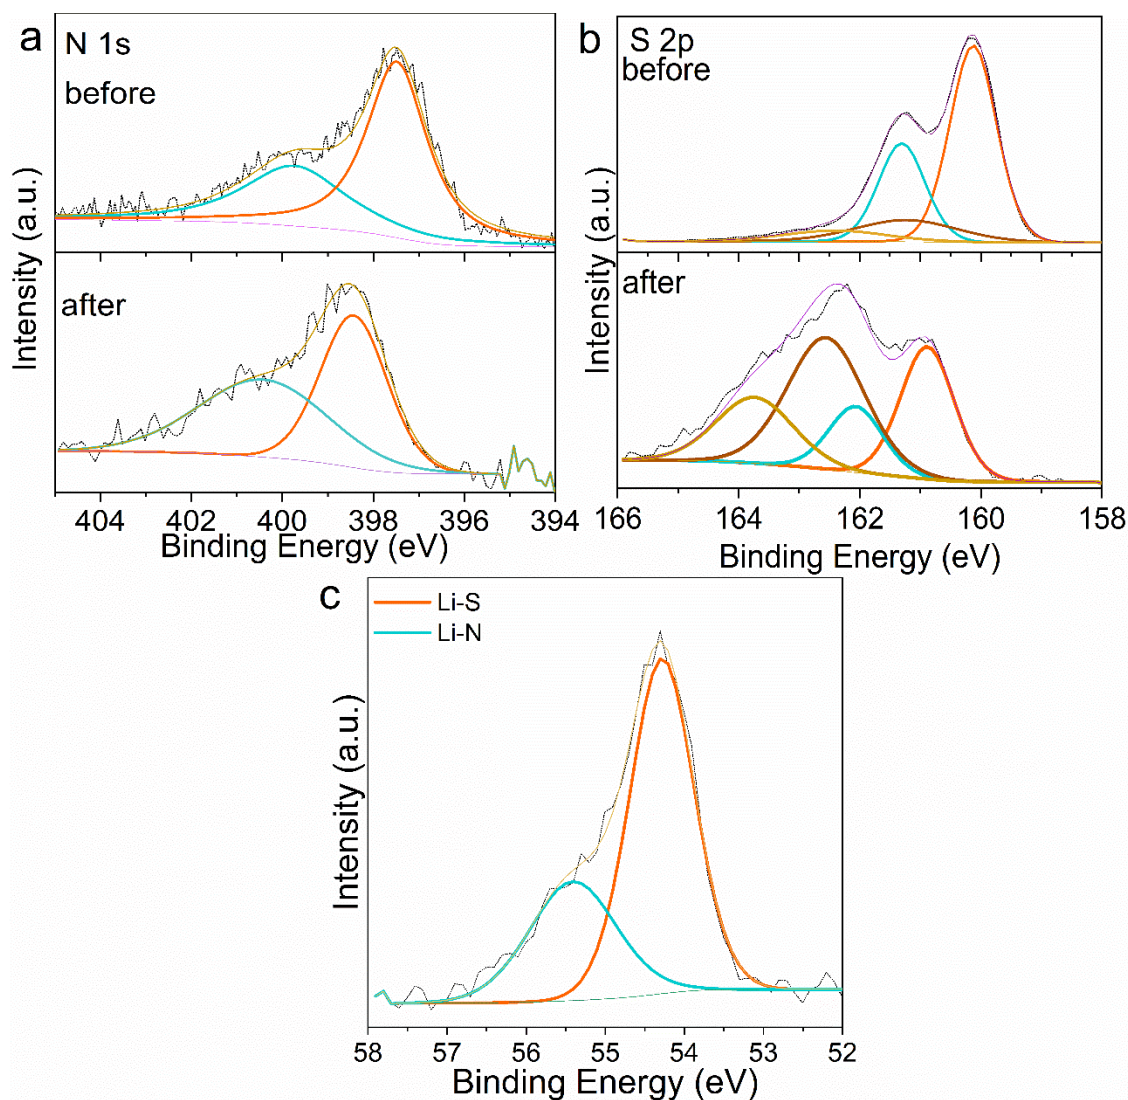 a
N 1s
before
after
Intensity (a.u.)
404 402 400 398 396 394
Binding Energy (eV)
b
S 2p
before
after
Intensity (a.u.)
166 164 162 160 158
Binding Energy (eV)
c
Li-S
Li-N
Intensity (a.u.)
58 57 56 55 54 53 52
Binding Energy (eV)